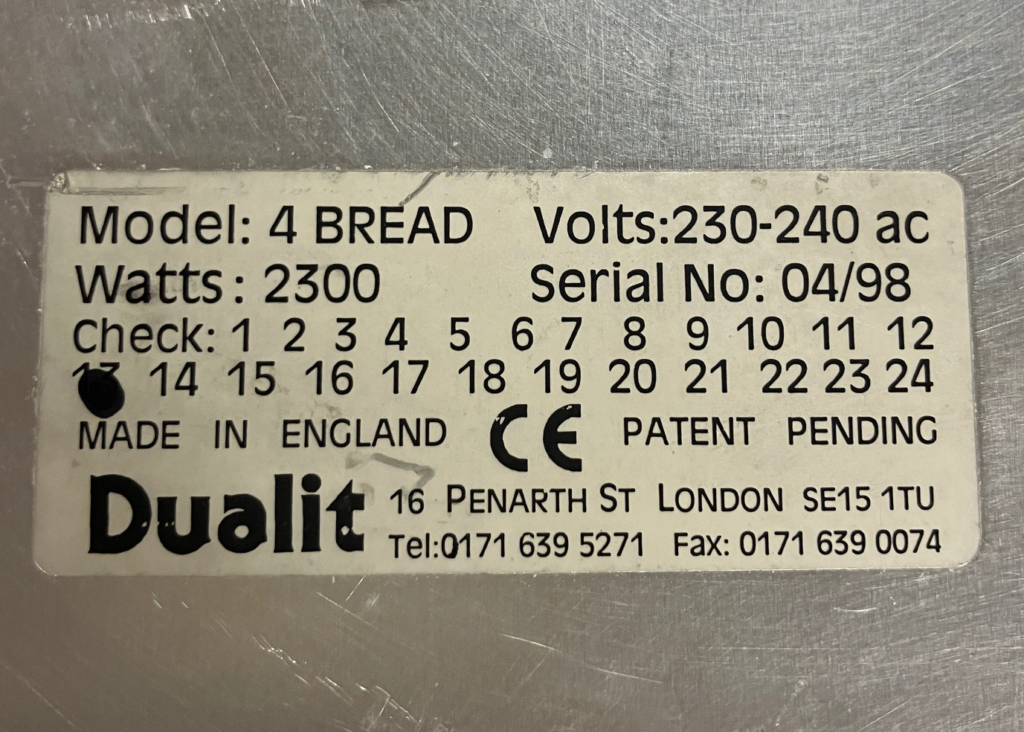 Model: 4 BREAD Volts:230-240 ac
Watts: 2300 Serial No: 04/98
Check: 1 2 3 4 5 6 7 8 9 10 11 12
13 14 15 16 17 18 19 20 21 22 23 24
MADE IN ENGLAND CE PATENT PENDING
Dualit 16 PENARTH ST LONDON SE15 1TU
Tel:0171 639 5271 Fax: 0171 639 0074